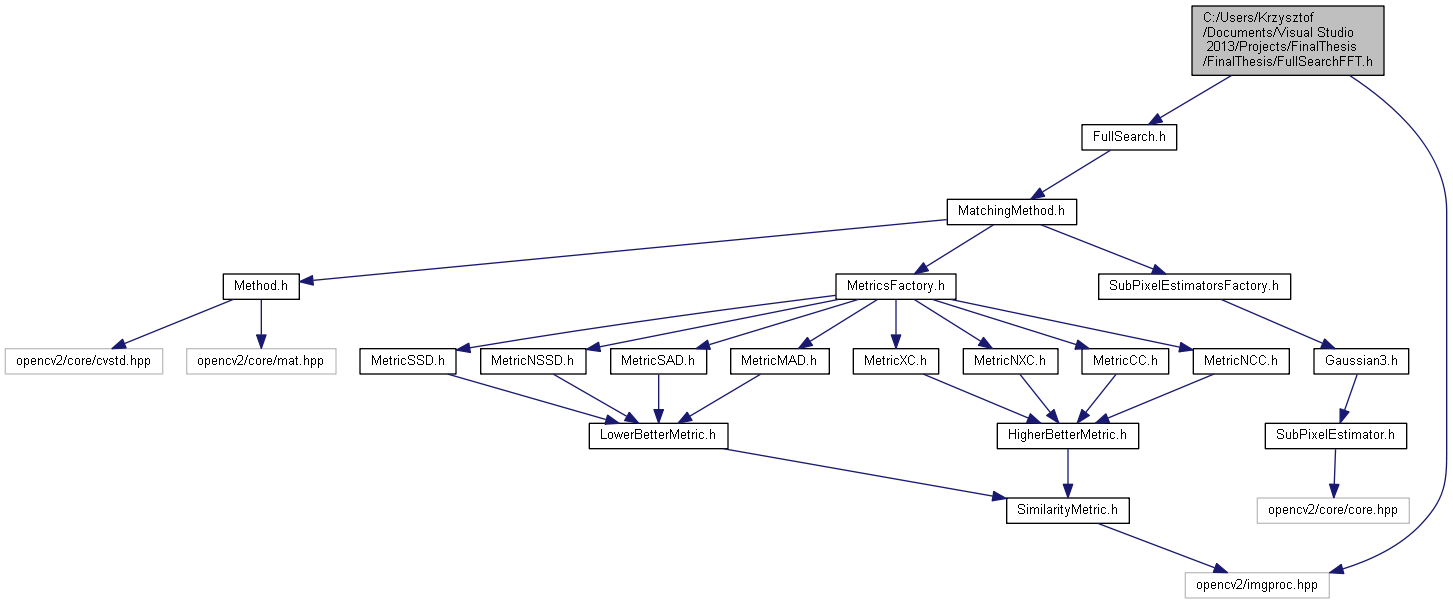 C:/Users/Krzysztof
/Documents/Visual Studio
2013/Projects/FinalThesis
/FinalThesis/FullSearchFFT.h
FullSearch.h
MatchingMethod.h
Method.h
MetricsFactory.h
SubPixelEstimatorsFactory.h
opencv2/core/cvstd.hpp
opencv2/core/mat.hpp
MetricSSD.h
MetricNSSD.h
MetricSAD.h
MetricMAD.h
MetricXC.h
MetricNXC.h
MetricCC.h
MetricNCC.h
Gaussian3.h
LowerBetterMetric.h
HigherBetterMetric.h
SubPixelEstimator.h
SimilarityMetric.h
opencv2/core/core.hpp
opencv2/imgproc.hpp